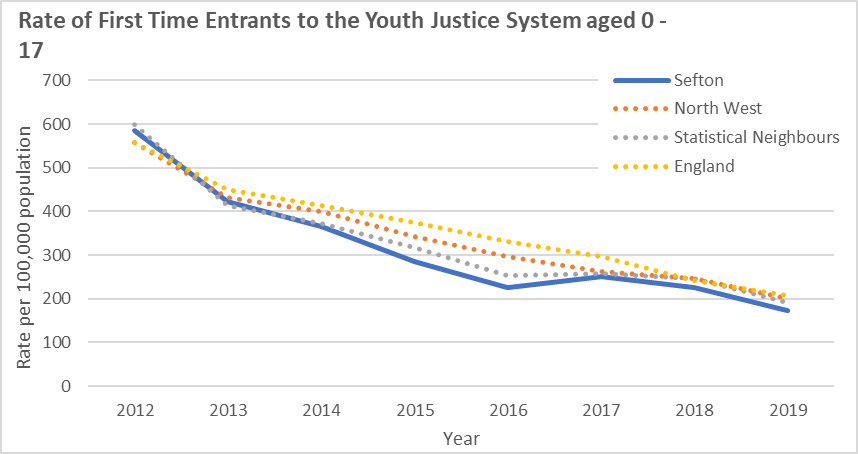 Rate of First Time Entrants to the Youth Justice System aged 0 -
17
Rate per 100,000 population
700
600
500
400
300
200
100
0
Sefton
North West
Statistical Neighbours
England
2012 2013 2014 2015 2016 2017 2018 2019
Year